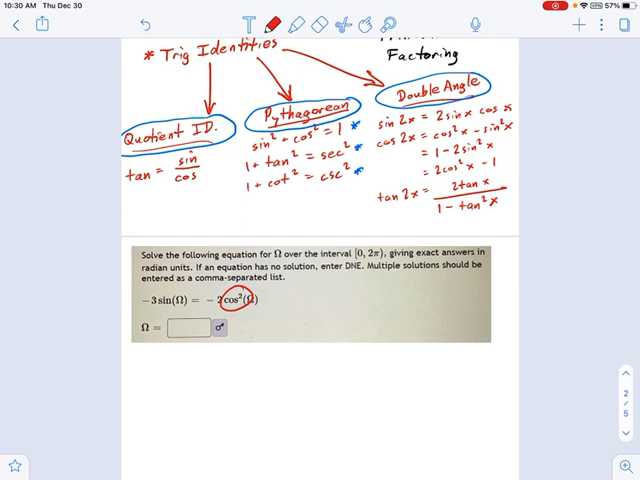 10:30 AM Thu Dec 30
57%
Factoring
* Trig Identities
Double Angle
Pythagorean
Quotient ID.
sin 2x = 2 sin x cos x
sin² + cos² = 1 *
cos 2x = cos² x - sin² x
tan = sin/cos
1 + tan² = sec² *
= 1 - 2 sin² x
1 + cot² = csc² *
= 2cos² x - 1
tan 2x = 2 tan x / 1 - tan² x
Solve the following equation for Ω over the interval [0, 2π), giving exact answers in
radian units. If an equation has no solution, enter DNE. Multiple solutions should be
entered as a comma-separated list.
-3 sin(Ω) = -2 cos²(Ω)
Ω =
2
/
5